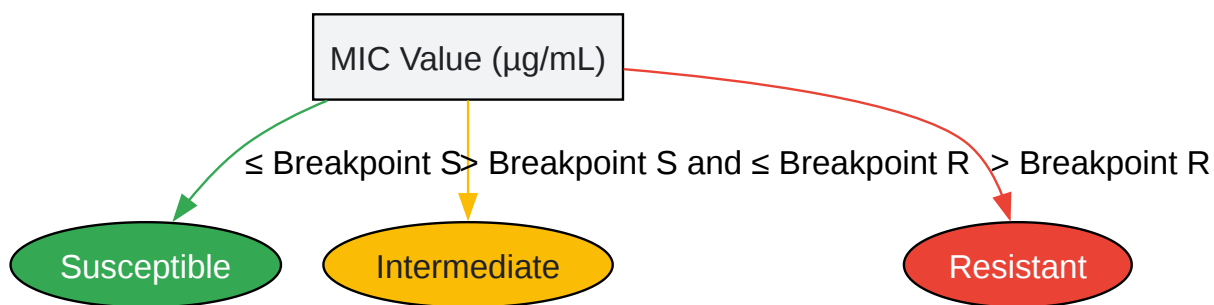 MIC Value (µg/mL)
≤ Breakpoint S
> Breakpoint S and ≤ Breakpoint R
> Breakpoint R
Susceptible
Intermediate
Resistant